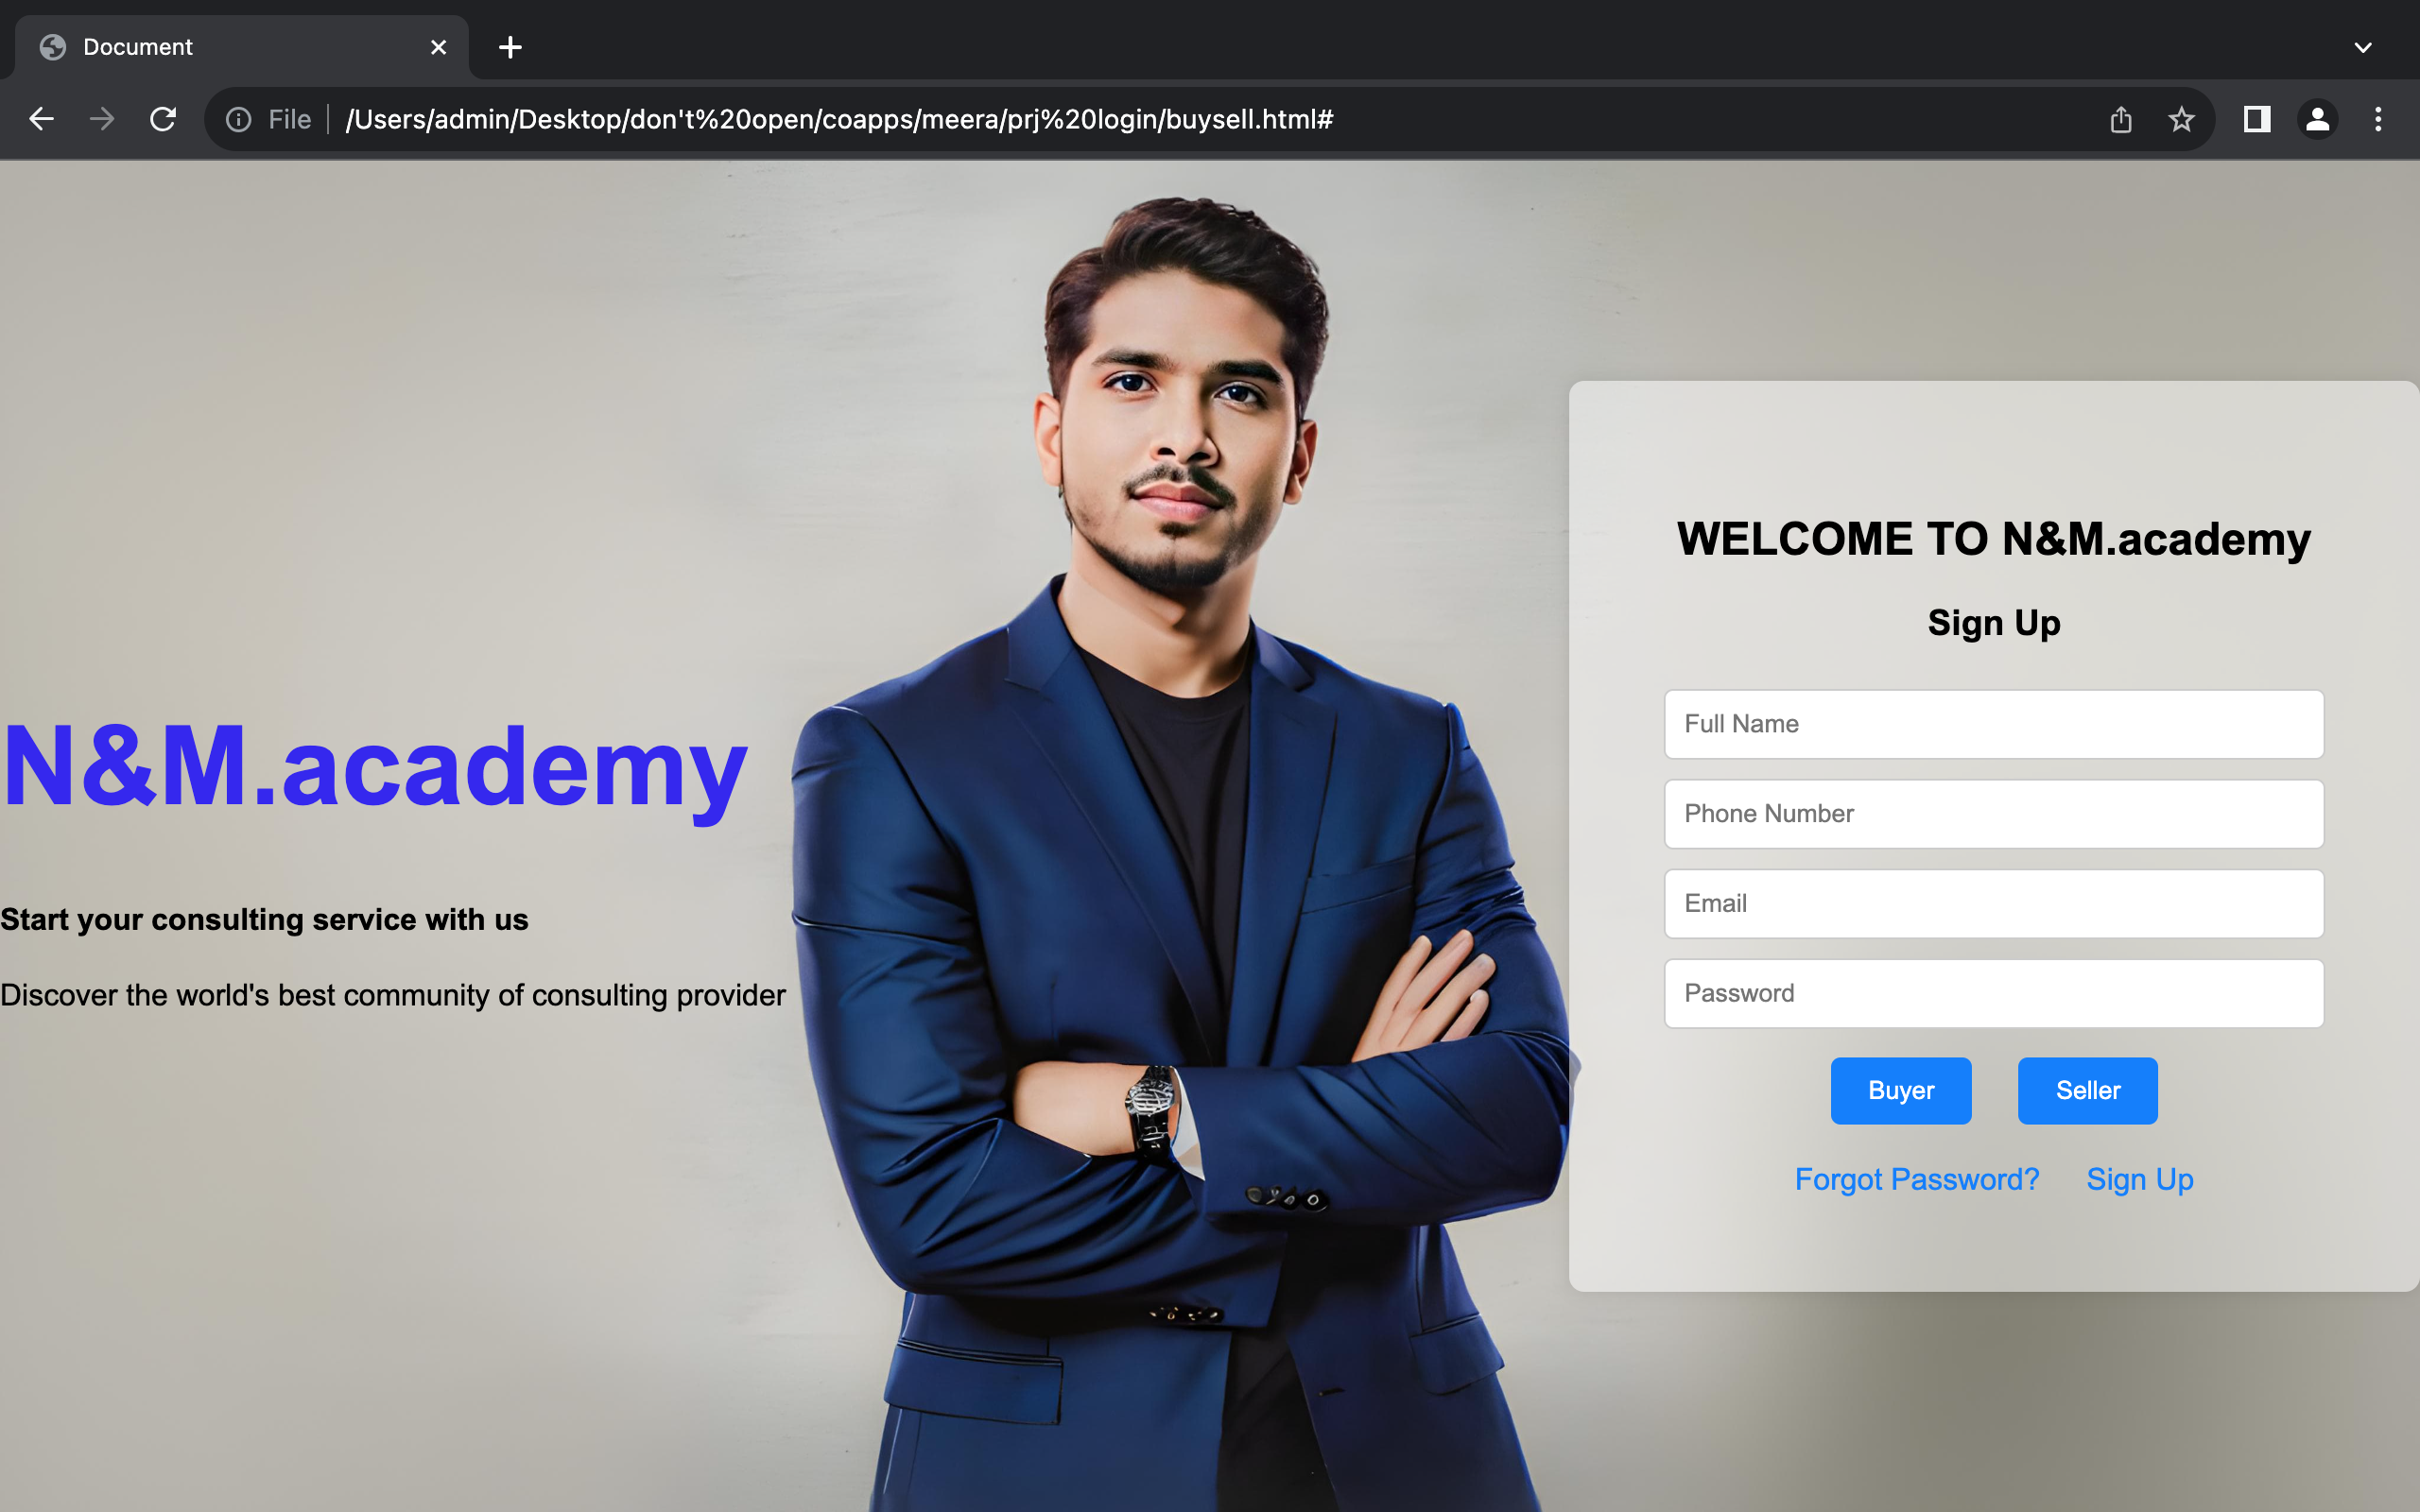 Document
File
/Users/admin/Desktop/don't%20open/coapps/meera/prj%20login/buysell.html#
N&M.academy
Start your consulting service with us
Discover the world's best community of consulting provider
WELCOME TO N&M.academy
Sign Up
Full Name
Phone Number
Email
Password
Buyer Seller
Forgot Password? Sign Up